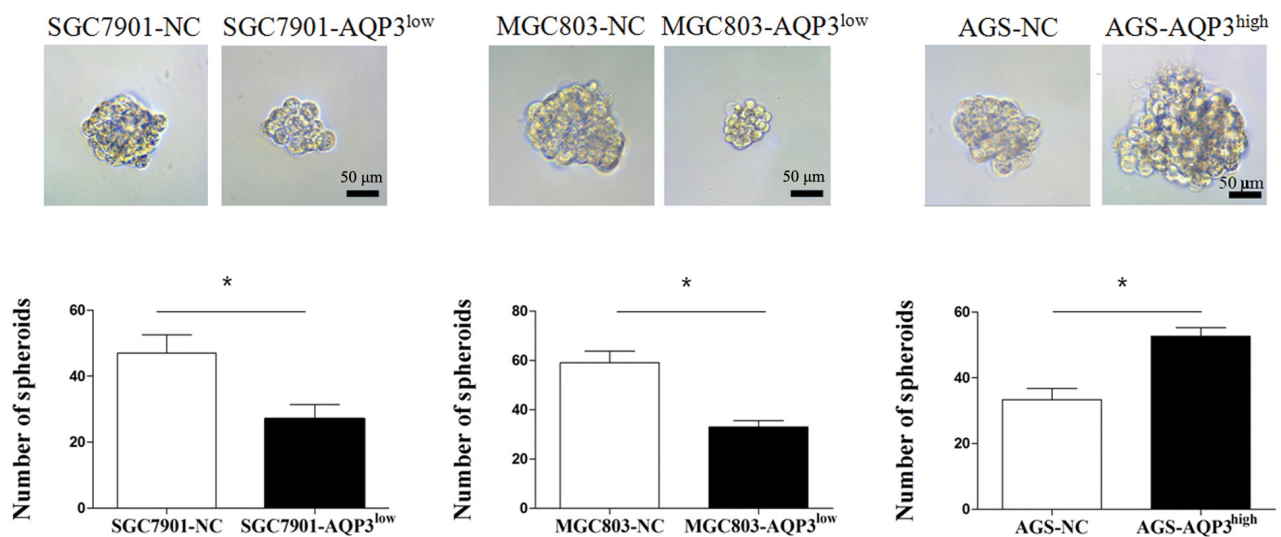 SGC7901-NC SGC7901-AQP3low MGC803-NC MGC803-AQP3low AGS-NC AGS-AQP3high
50 µm 50 µm 50 µm
* * *
Number of spheroids
60
40
20
0
SGC7901-NC SGC7901-AQP3low
Number of spheroids
80
60
40
20
0
MGC803-NC MGC803-AQP3low
Number of spheroids
60
40
20
0
AGS-NC AGS-AQP3high